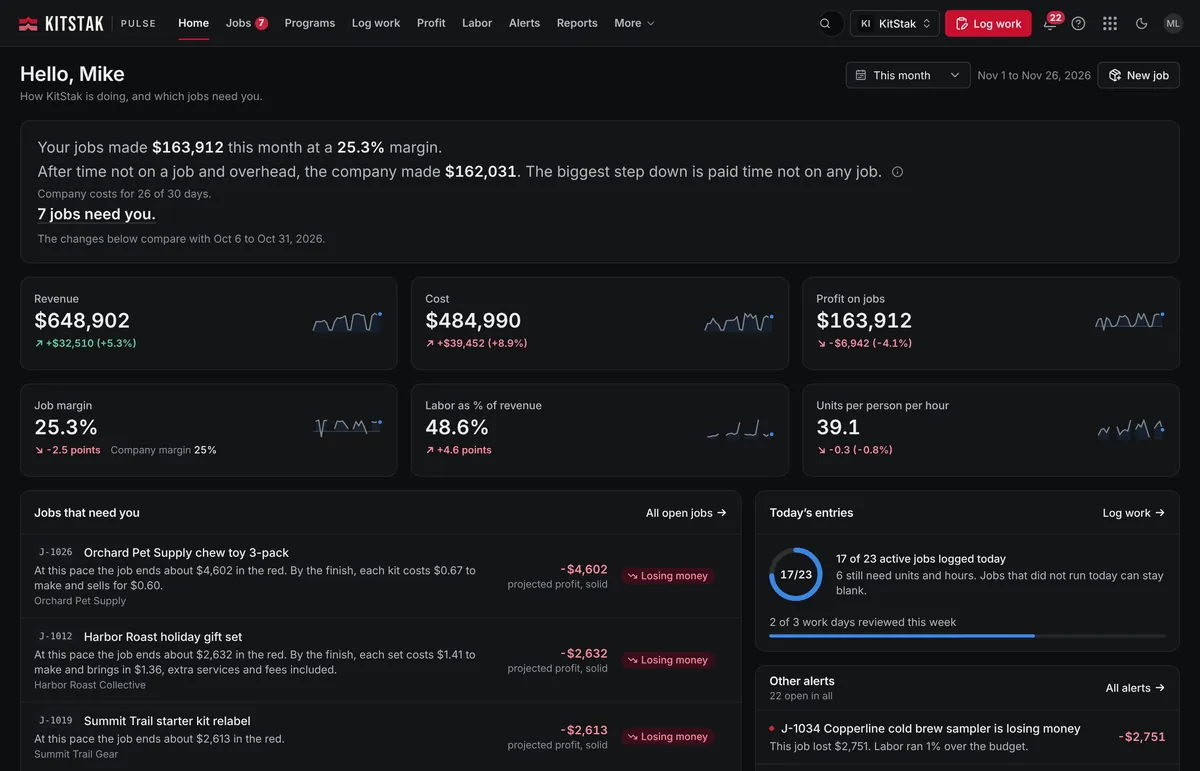 KITSTAK PULSE Home Jobs 7 Programs Log work Profit Labor Alerts Reports More KI KitStak Log work 22 ML
Hello, Mike
How KitStak is doing, and which jobs need you.
This month Nov 1 to Nov 26, 2026 New job
Your jobs made $163,912 this month at a 25.3% margin.
After time not on a job and overhead, the company made $162,031. The biggest step down is paid time not on any job.
Company costs for 26 of 30 days.
7 jobs need you.
The changes below compare with Oct 6 to Oct 31, 2026.
Revenue
$648,902
+$32,510 (+5.3%)
Cost
$484,990
+$39,452 (+8.9%)
Profit on jobs
$163,912
-$6,942 (-4.1%)
Job margin
25.3%
-2.5 points Company margin 25%
Labor as % of revenue
48.6%
+4.6 points
Units per person per hour
39.1
-0.3 (-0.8%)
Jobs that need you All open jobs →
J-1026 Orchard Pet Supply chew toy 3-pack
At this pace the job ends about $4,602 in the red. By the finish, each kit costs $0.67 to
make and sells for $0.60.
Orchard Pet Supply
-$4,602
projected profit, solid
Losing money
J-1012 Harbor Roast holiday gift set
At this pace the job ends about $2,632 in the red. By the finish, each set costs $1.41 to
make and brings in $1.36, extra services and fees included.
Harbor Roast Collective
-$2,632
projected profit, solid
Losing money
J-1019 Summit Trail starter kit relabel
At this pace the job ends about $2,613 in the red.
Summit Trail Gear
-$2,613
projected profit, solid
Losing money
Today's entries Log work →
17/23
17 of 23 active jobs logged today
6 still need units and hours. Jobs that did not run today can stay
blank.
2 of 3 work days reviewed this week
Other alerts
22 open in all
All alerts →
J-1034 Copperline cold brew sampler is losing money
This job lost $2,751. Labor ran 1% over the budget.
-$2,751